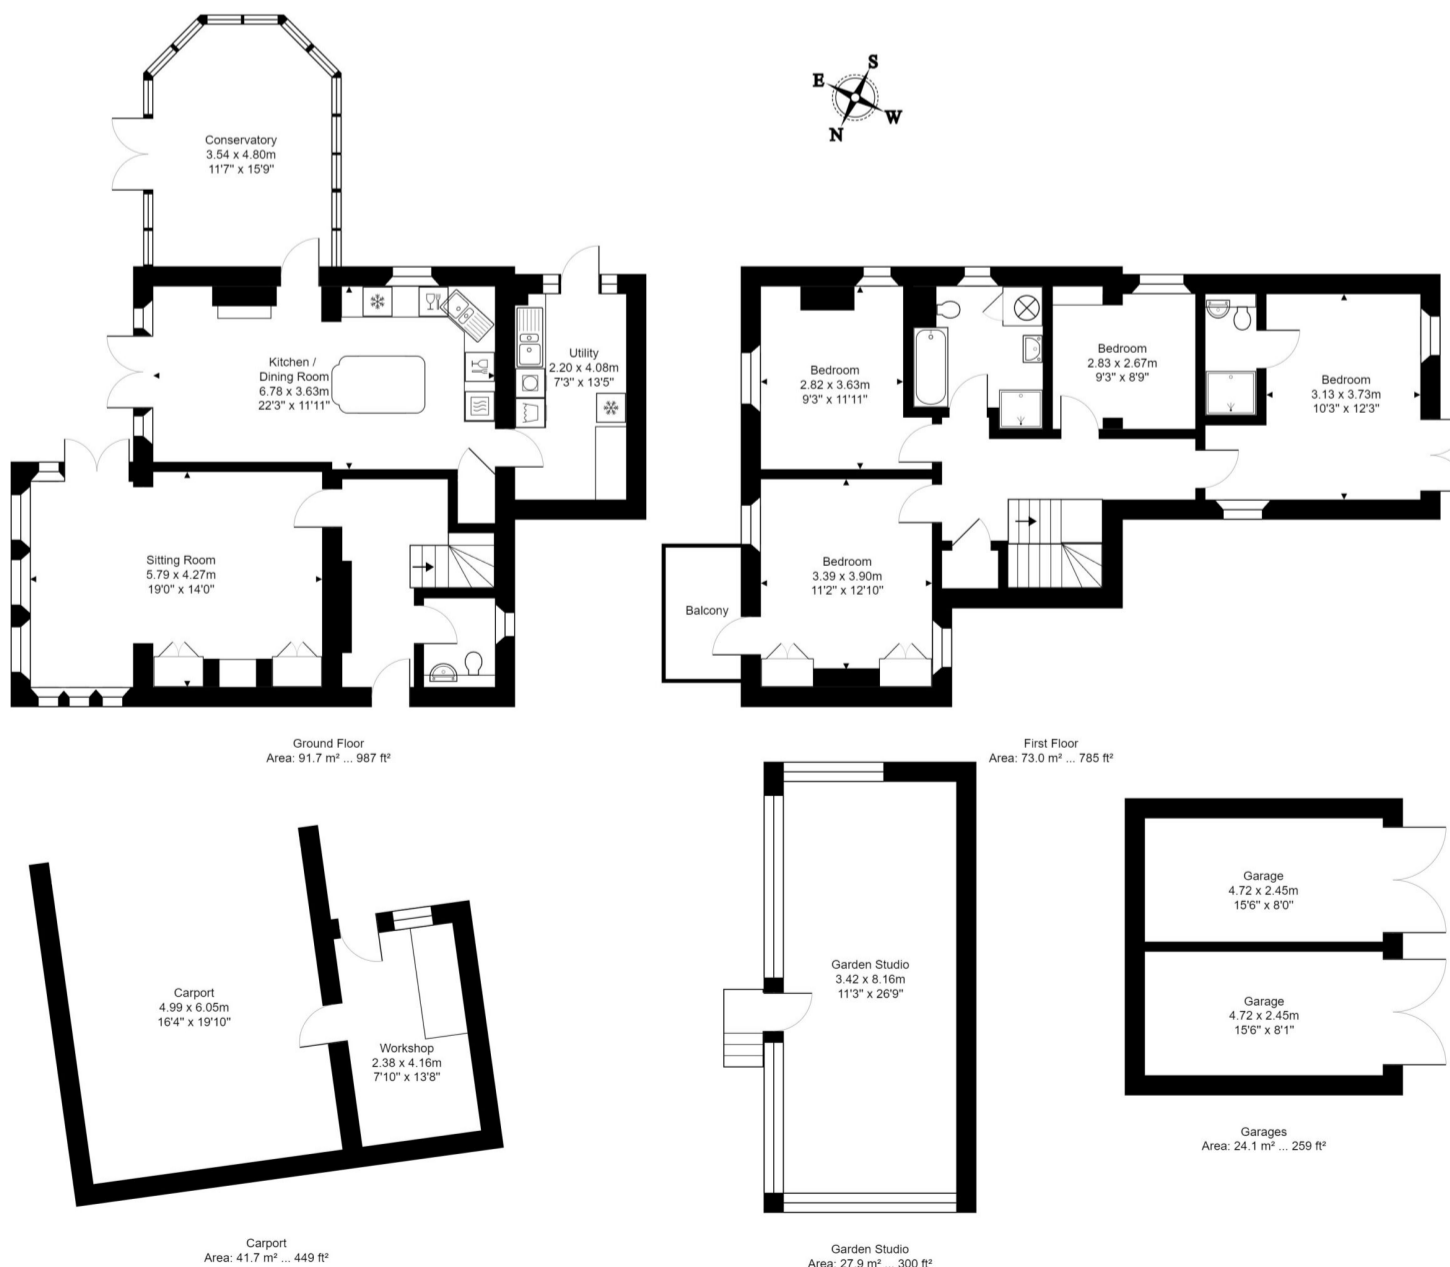 S
E
W
N
Conservatory
3.54 x 4.80m
11'7" x 15'9"
Kitchen /
Dining Room
6.78 x 3.63m
22'3" x 11'11"
Utility
2.20 x 4.08m
7'3" x 13'5"
Sitting Room
5.79 x 4.27m
19'0" x 14'0"
Ground Floor
Area: 91.7 m² ... 987 ft²
Bedroom
2.82 x 3.63m
9'3" x 11'11"
Bedroom
2.83 x 2.67m
9'3" x 8'9"
Bedroom
3.13 x 3.73m
10'3" x 12'3"
Bedroom
3.39 x 3.90m
11'2" x 12'10"
Balcony
First Floor
Area: 73.0 m² ... 785 ft²
Carport
4.99 x 6.05m
16'4" x 19'10"
Workshop
2.38 x 4.16m
7'10" x 13'8"
Carport
Area: 41.7 m² ... 449 ft²
Garden Studio
3.42 x 8.16m
11'3" x 26'9"
Garden Studio
Area: 27.9 m² ... 300 ft²
Garage
4.72 x 2.45m
15'6" x 8'0"
Garage
4.72 x 2.45m
15'6" x 8'1"
Garages
Area: 24.1 m² ... 259 ft²